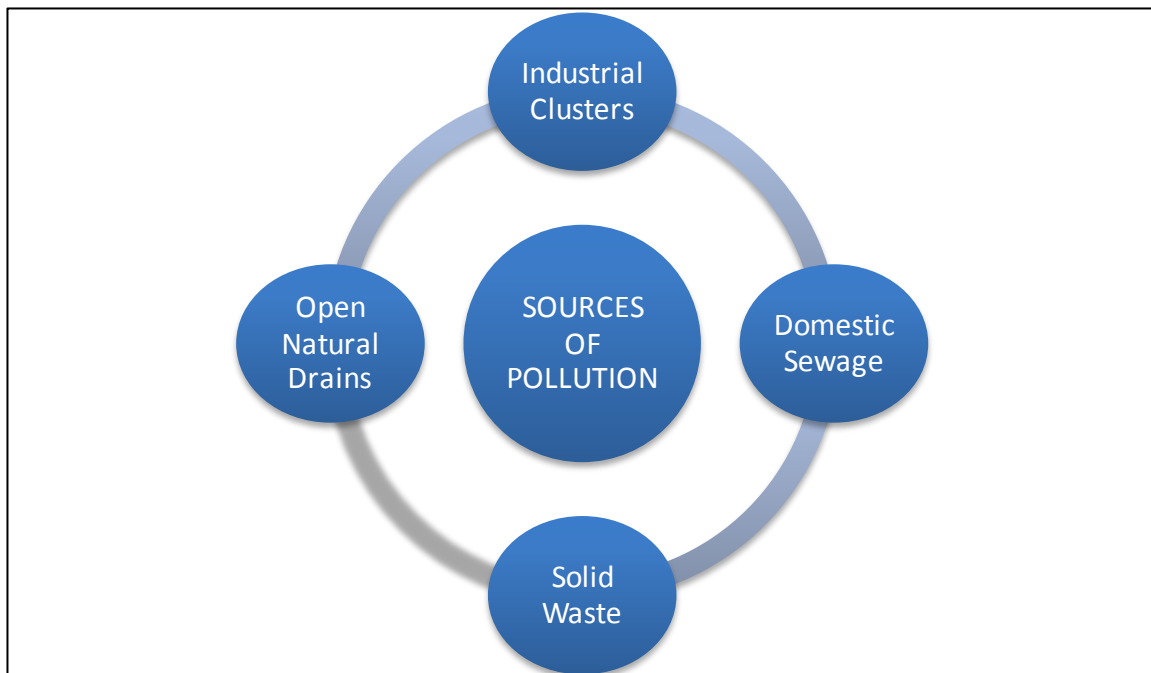 Industrial
Clusters
Open
Natural
Drains
SOURCES
OF
POLLUTION
Domestic
Sewage
Solid
Waste